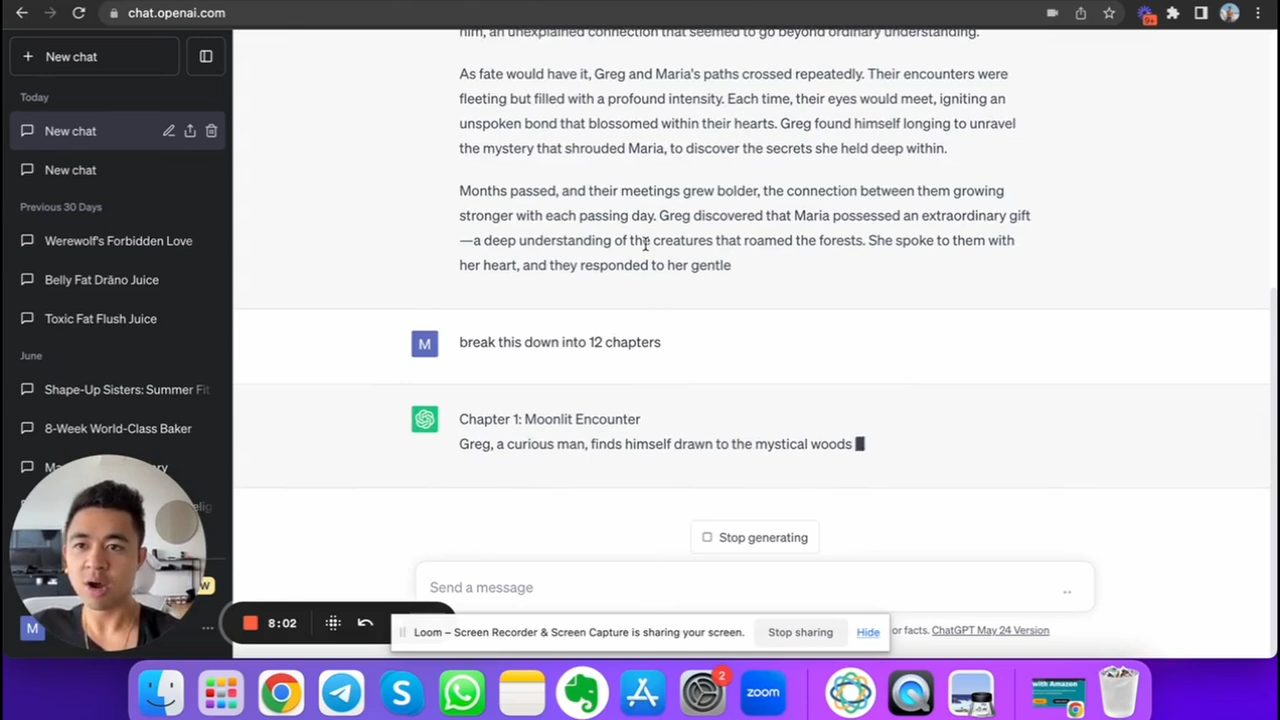 chat.openai.com
9+
New chat
Today
New chat
New chat
Previous 30 Days
Werewolf's Forbidden Love
Belly Fat Dráno Juice
Toxic Fat Flush Juice
June
Shape-Up Sisters: Summer Fit
8-Week World-Class Baker
him, an unexplained connection that seemed to go beyond ordinary understanding.
As fate would have it, Greg and Maria's paths crossed repeatedly. Their encounters were
fleeting but filled with a profound intensity. Each time, their eyes would meet, igniting an
unspoken bond that blossomed within their hearts. Greg found himself longing to unravel
the mystery that shrouded Maria, to discover the secrets she held deep within.
Months passed, and their meetings grew bolder, the connection between them growing
stronger with each passing day. Greg discovered that Maria possessed an extraordinary gift
—a deep understanding of the creatures that roamed the forests. She spoke to them with
her heart, and they responded to her gentle
M
break this down into 12 chapters
Chapter 1: Moonlit Encounter
Greg, a curious man, finds himself drawn to the mystical woods
Stop generating
Send a message
M
8:02
Loom – Screen Recorder & Screen Capture is sharing your screen.
Stop sharing
Hide
or facts. ChatGPT May 24 Version
2
zoom
with Amazon